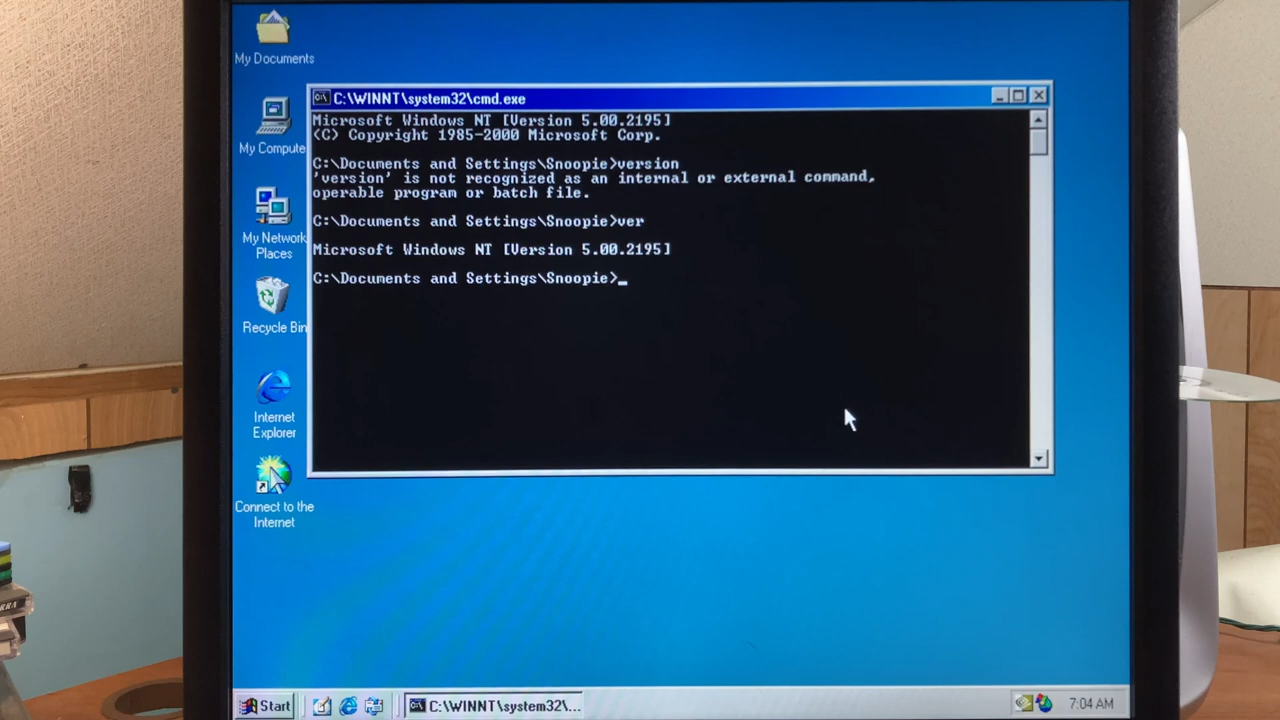 My Documents
C:\WINNT\system32\cmd.exe
Microsoft Windows NT [Version 5.00.2195]
(C) Copyright 1985-2000 Microsoft Corp.
C:\Documents and Settings\Snoopie>version
'version' is not recognized as an internal or external command,
operable program or batch file.
C:\Documents and Settings\Snoopie>ver
Microsoft Windows NT [Version 5.00.2195]
C:\Documents and Settings\Snoopie>_
My Compute
My Network
Places
Recycle Bin
Internet
Explorer
Connect to the
Internet
Start
C:\WINNT\system32\...
7:04 AM